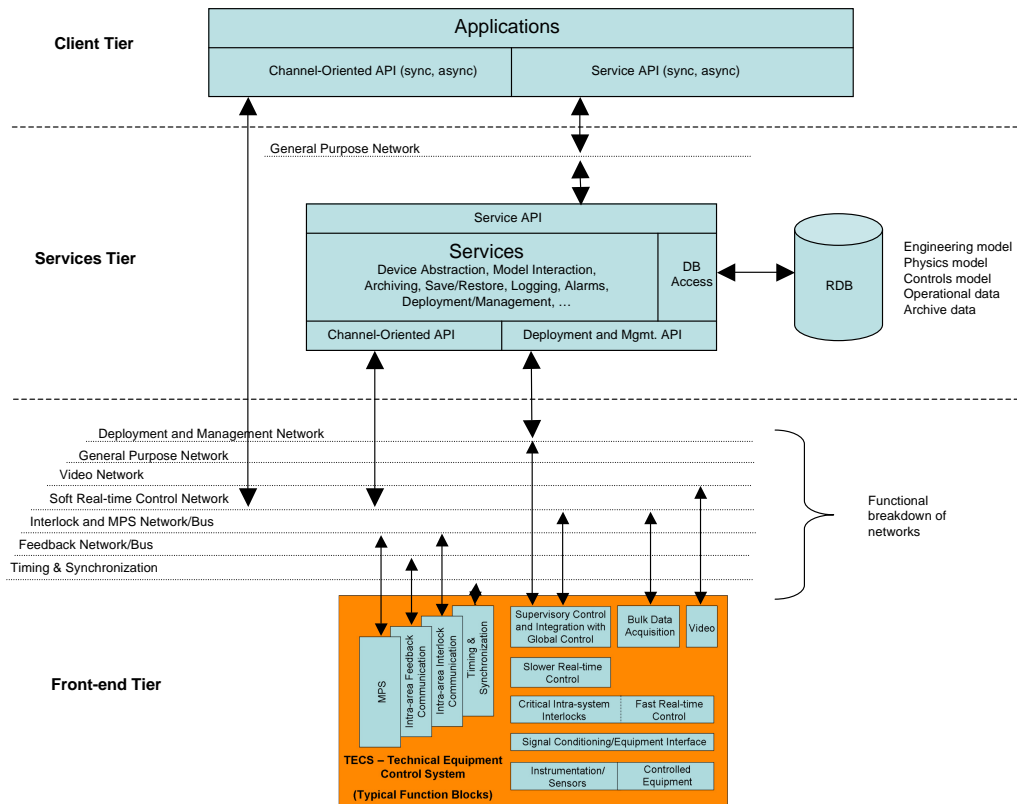 Client Tier
Applications
Channel-Oriented API (sync, async)
Service API (sync, async)
General Purpose Network
Services Tier
Service API
Services
Device Abstraction, Model Interaction,
Archiving, Save/Restore, Logging, Alarms,
Deployment/Management, …
DB
Access
Channel-Oriented API
Deployment and Mgmt. API
RDB
Engineering model
Physics model
Controls model
Operational data
Archive data
Deployment and Management Network
General Purpose Network
Video Network
Soft Real-time Control Network
Interlock and MPS Network/Bus
Feedback Network/Bus
Timing & Synchronization
Functional
breakdown of
networks
Front-end Tier
MPS
Intra-area Feedback
Communication
Intra-area Interlock
Communication
Timing &
Synchronization
Supervisory Control
and Integration with
Global Control
Bulk Data
Acquisition
Video
Slower Real-time
Control
Critical Intra-system
Interlocks
Fast Real-time
Control
Signal Conditioning/Equipment Interface
Instrumentation/
Sensors
Controlled
Equipment
TECS – Technical Equipment
Control System
(Typical Function Blocks)